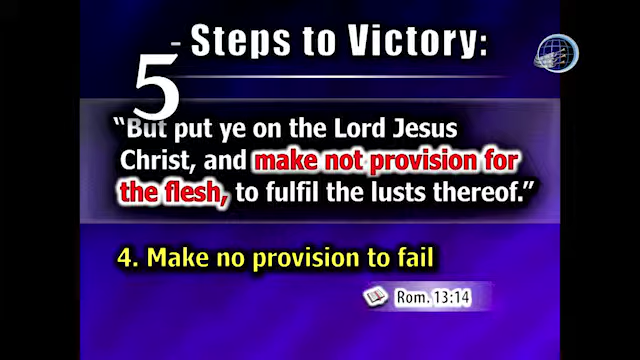 5 - Steps to Victory:
“But put ye on the Lord Jesus
Christ, and make not provision for
the flesh, to fulfil the lusts thereof.”
4. Make no provision to fail
Rom. 13:14